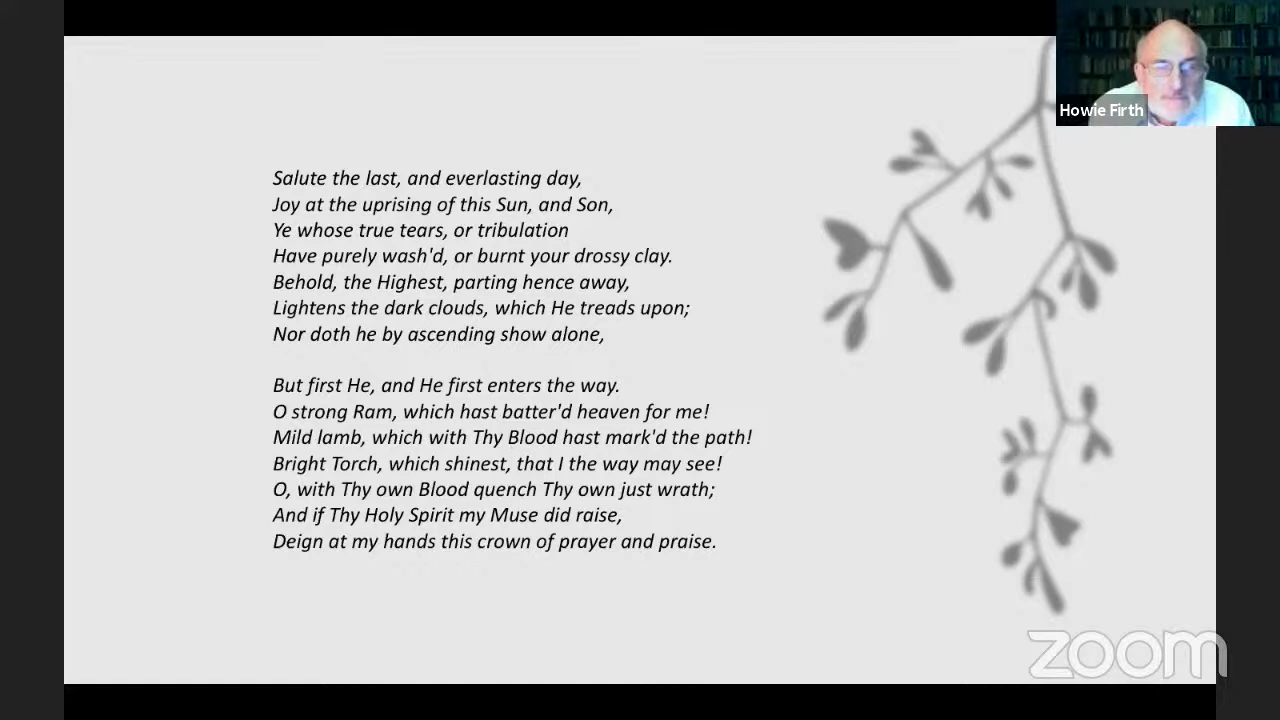 Howie Firth
Salute the last, and everlasting day,
Joy at the uprising of this Sun, and Son,
Ye whose true tears, or tribulation
Have purely wash'd, or burnt your drossy clay.
Behold, the Highest, parting hence away,
Lightens the dark clouds, which He treads upon;
Nor doth he by ascending show alone,
But first He, and He first enters the way.
O strong Ram, which hast batter'd heaven for me!
Mild lamb, which with Thy Blood hast mark'd the path!
Bright Torch, which shinest, that I the way may see!
O, with Thy own Blood quench Thy own just wrath;
And if Thy Holy Spirit my Muse did raise,
Deign at my hands this crown of prayer and praise.
zoom